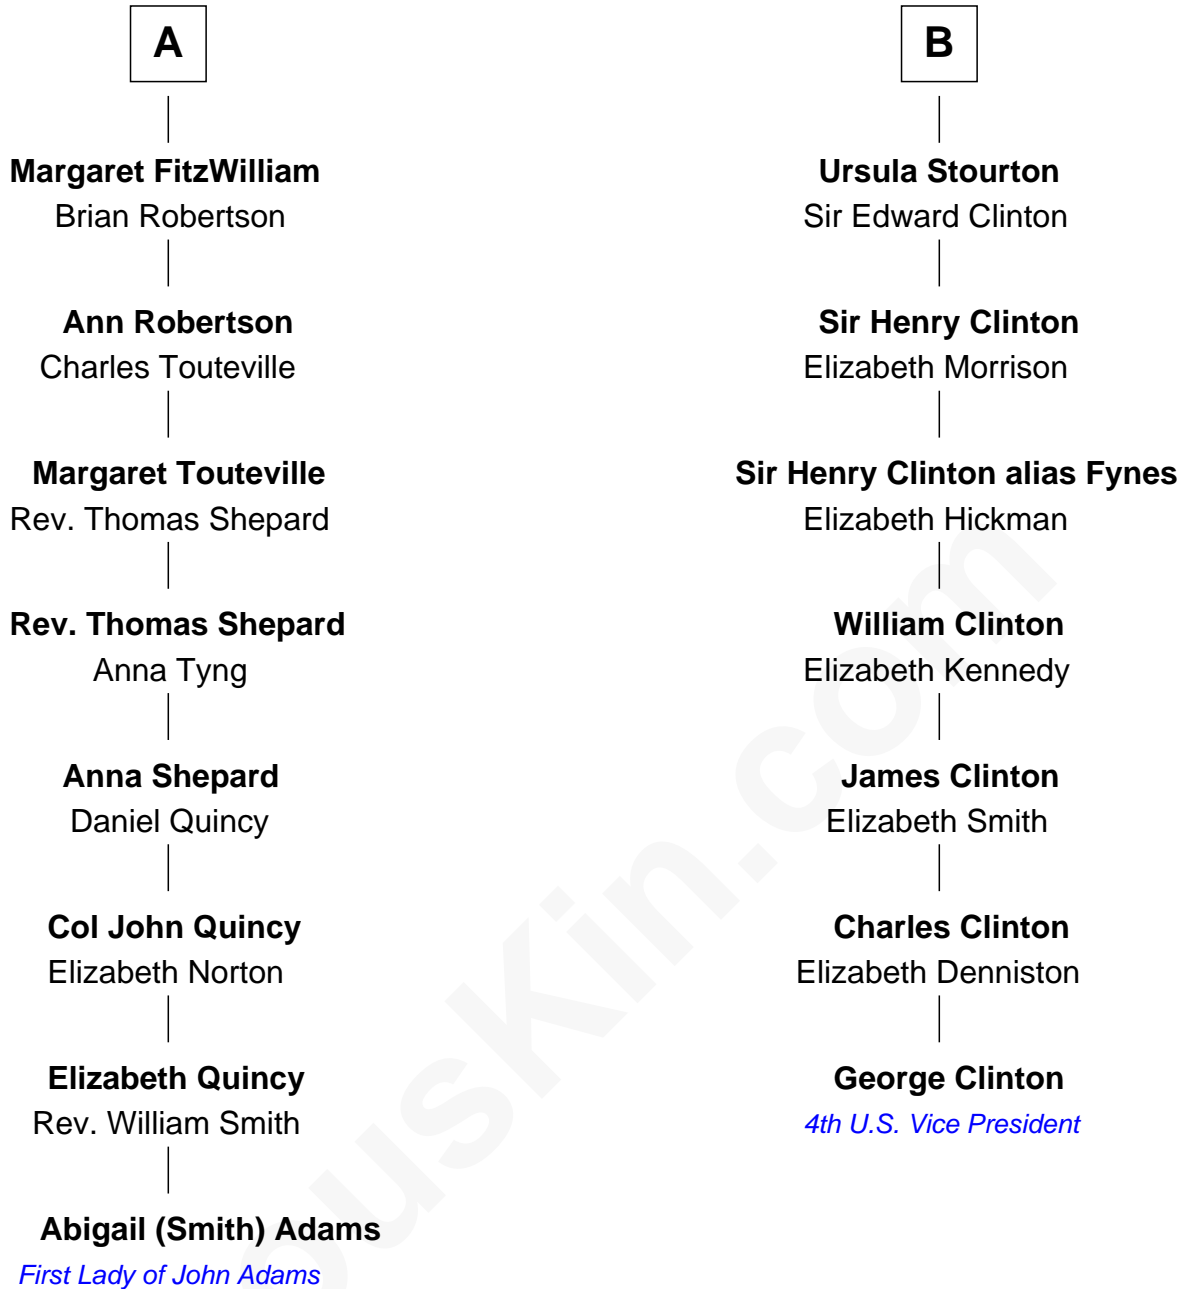 A
Margaret FitzWilliam
Brian Robertson
Ann Robertson
Charles Touteville
Margaret Touteville
Rev. Thomas Shepard
Rev. Thomas Shepard
Anna Tyng
Anna Shepard
Daniel Quincy
Col John Quincy
Elizabeth Norton
Elizabeth Quincy
Rev. William Smith
Abigail (Smith) Adams
First Lady of John Adams
B
Ursula Stourton
Sir Edward Clinton
Sir Henry Clinton
Elizabeth Morrison
Sir Henry Clinton alias Fynes
Elizabeth Hickman
William Clinton
Elizabeth Kennedy
James Clinton
Elizabeth Smith
Charles Clinton
Elizabeth Denniston
George Clinton
4th U.S. Vice President
ousKin.com